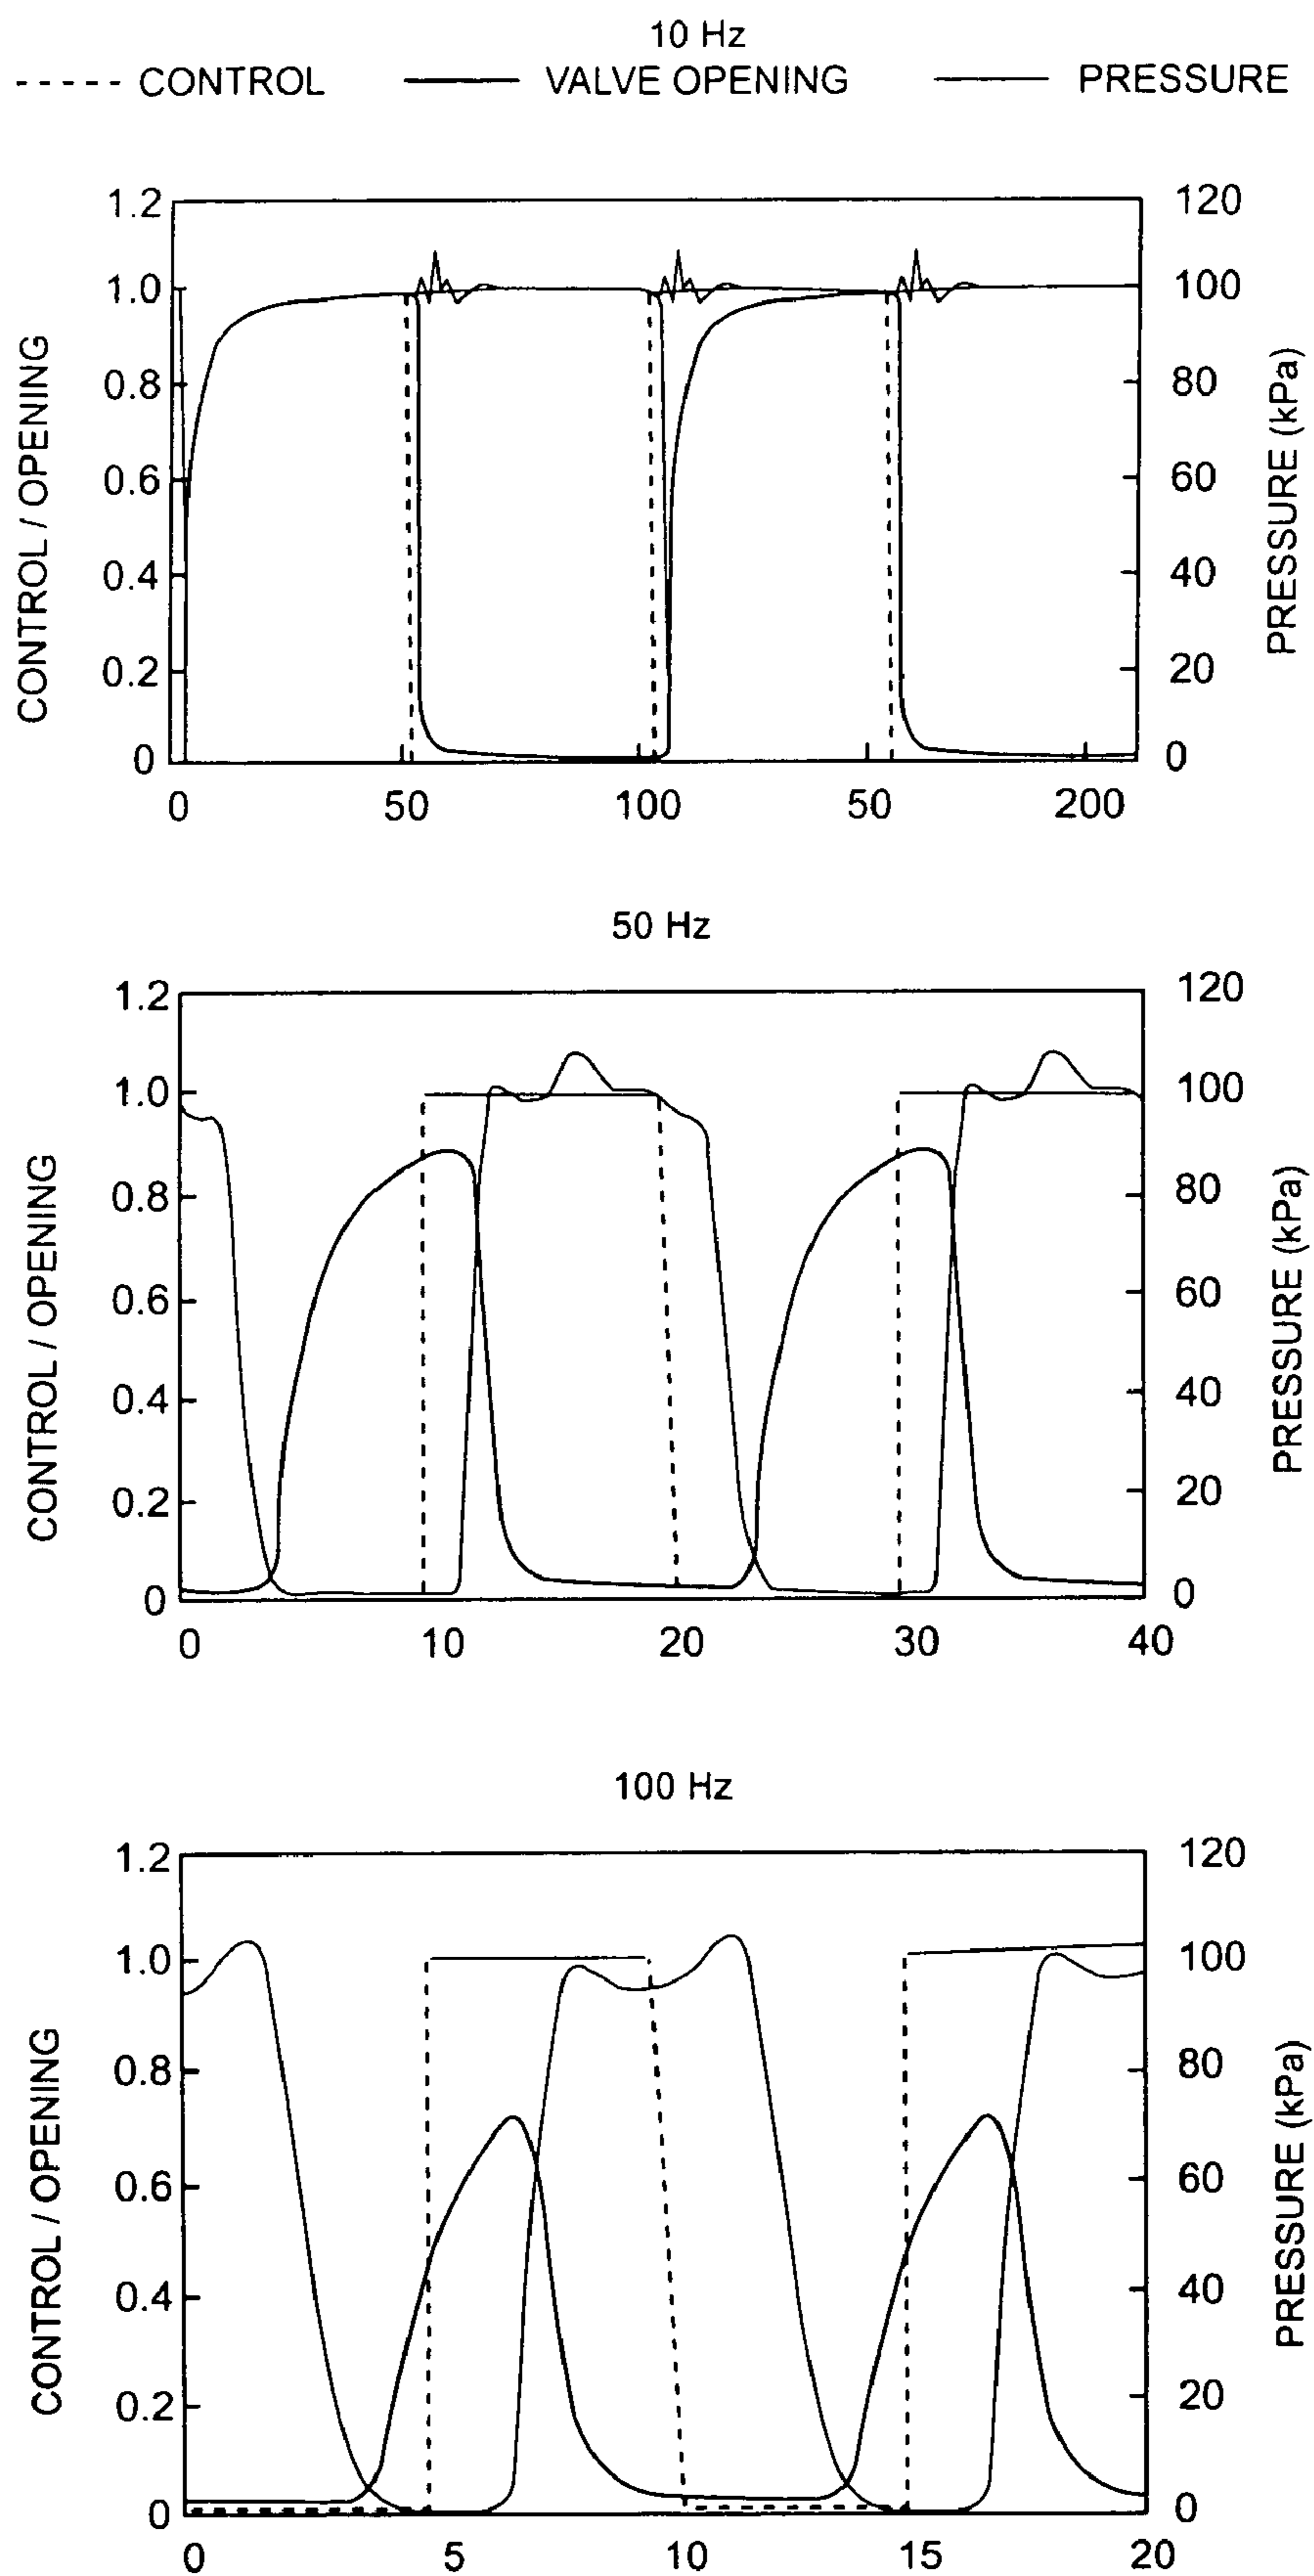 10 Hz
CONTROL VALVE OPENING PRESSURE
1.2 120
1.0 100
0.8 80
0.6 60
0.4 40
0.2 20
0 0
CONTROL / OPENING
PRESSURE (kPa)
0 50 100 50 200
50 Hz
1.2 120
1.0 100
0.8 80
0.6 60
0.4 40
0.2 20
0 0
CONTROL / OPENING
PRESSURE (kPa)
0 10 20 30 40
100 Hz
1.2 120
1.0 100
0.8 80
0.6 60
0.4 40
0.2 20
0 0
CONTROL / OPENING
PRESSURE (kPa)
0 5 10 15 20